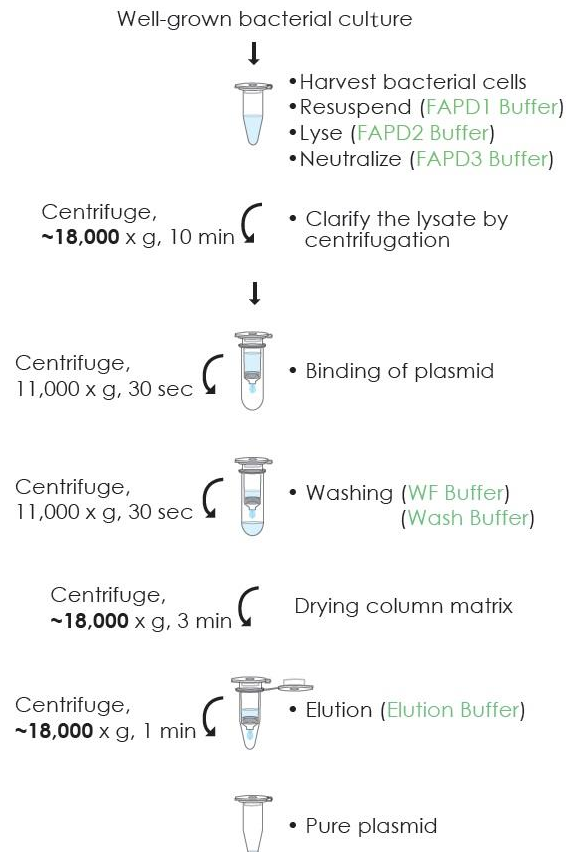 Well-grown bacterial culture
• Harvest bacterial cells
• Resuspend (FAPD1 Buffer)
• Lyse (FAPD2 Buffer)
• Neutralize (FAPD3 Buffer)
Centrifuge,
~18,000 x g, 10 min
• Clarify the lysate by
centrifugation
Centrifuge,
11,000 x g, 30 sec
• Binding of plasmid
Centrifuge,
11,000 x g, 30 sec
• Washing (WF Buffer)
(Wash Buffer)
Centrifuge,
~18,000 x g, 3 min
Drying column matrix
Centrifuge,
~18,000 x g, 1 min
• Elution (Elution Buffer)
• Pure plasmid